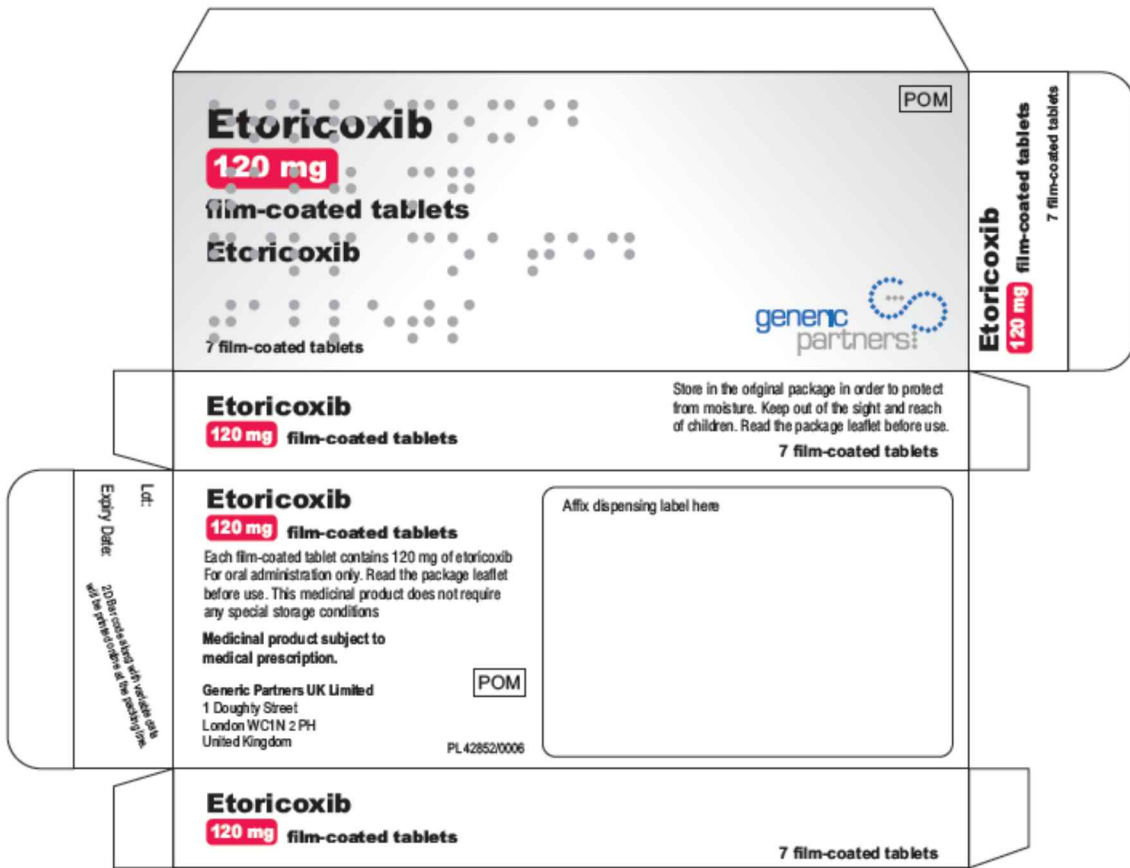 Etoricoxib
120 mg
film-coated tablets
Etoricoxib
7 film-coated tablets
POM
generic
partners
Etoricoxib
120 mg film-coated tablets
7 film-coated tablets
Etoricoxib
120 mg film-coated tablets
Store in the original package in order to protect
from moisture. Keep out of the sight and reach
of children. Read the package leaflet before use.
7 film-coated tablets
Lot:
Expiry Date:
2D Bar code along with variable data
will be printed online at the packing line.
Etoricoxib
120 mg film-coated tablets
Each film-coated tablet contains 120 mg of etoricoxib
For oral administration only. Read the package leaflet
before use. This medicinal product does not require
any special storage conditions
Medicinal product subject to
medical prescription.
Generic Partners UK Limited
1 Doughty Street
London WC1N 2 PH
United Kingdom
POM
PL 42852/0006
Affix dispensing label here
Etoricoxib
120 mg film-coated tablets
7 film-coated tablets